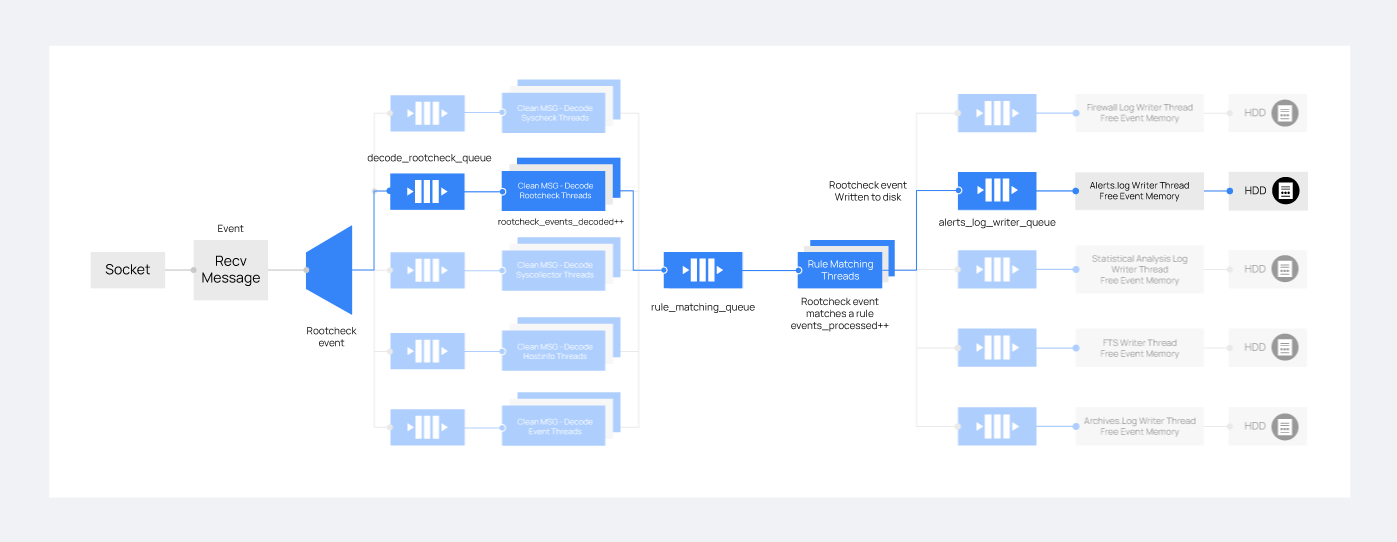 Socket
Event
Recv
Message
Rootcheck
event
Clean MSG - Decode
Syscheck Threads
decode_rootcheck_queue
Clean MSG - Decode
Rootcheck Threads
rootcheck_events_decoded++
Clean MSG - Decode
Syscollector Threads
Clean MSG - Decode
Hostinfo Threads
Clean MSG - Decode
Event Threads
rule_matching_queue
Rule Matching
Threads
Rootcheck event
matches a rule
events_processed++
Rootcheck event
Written to disk
Firewall Log Writer Thread
Free Event Memory
HDD
alerts_log_writer_queue
Alerts.log Writer Thread
Free Event Memory
HDD
Statistical Analysis Log
Writer Thread
Free Event Memory
HDD
FTS Writer Thread
Free Event Memory
HDD
Archives.Log Writer Thread
Free Event Memory
HDD